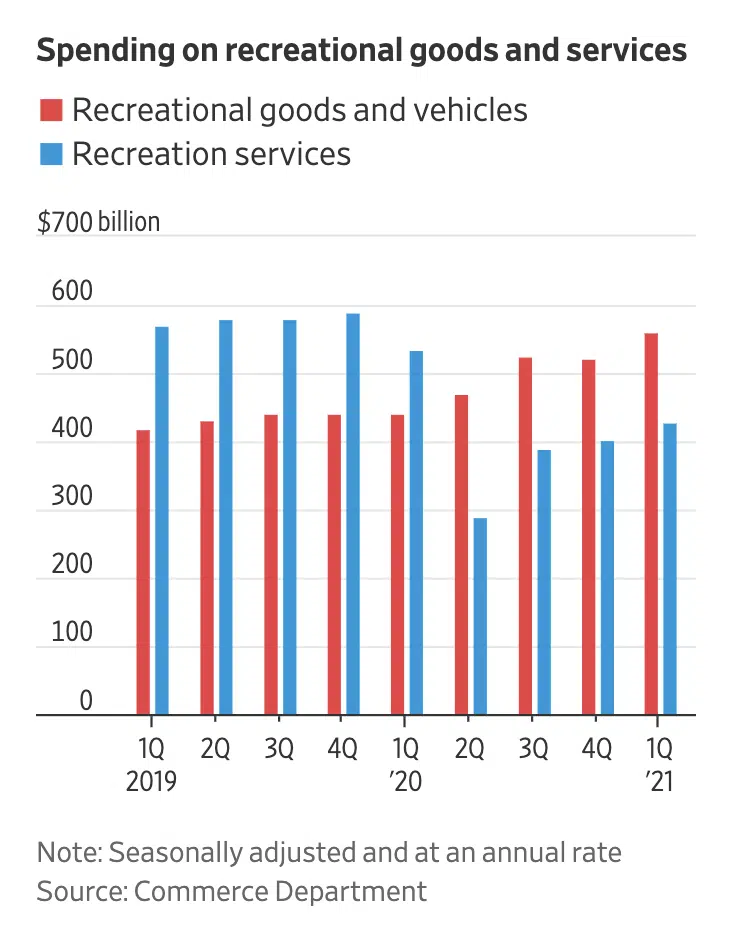 Spending on recreational goods and services
Recreational goods and vehicles
Recreation services
$700 billion
600
500
400
300
200
100
0
1Q 2Q 3Q 4Q 1Q 2Q 3Q 4Q 1Q
2019 ’20 ’21
Note: Seasonally adjusted and at an annual rate
Source: Commerce Department